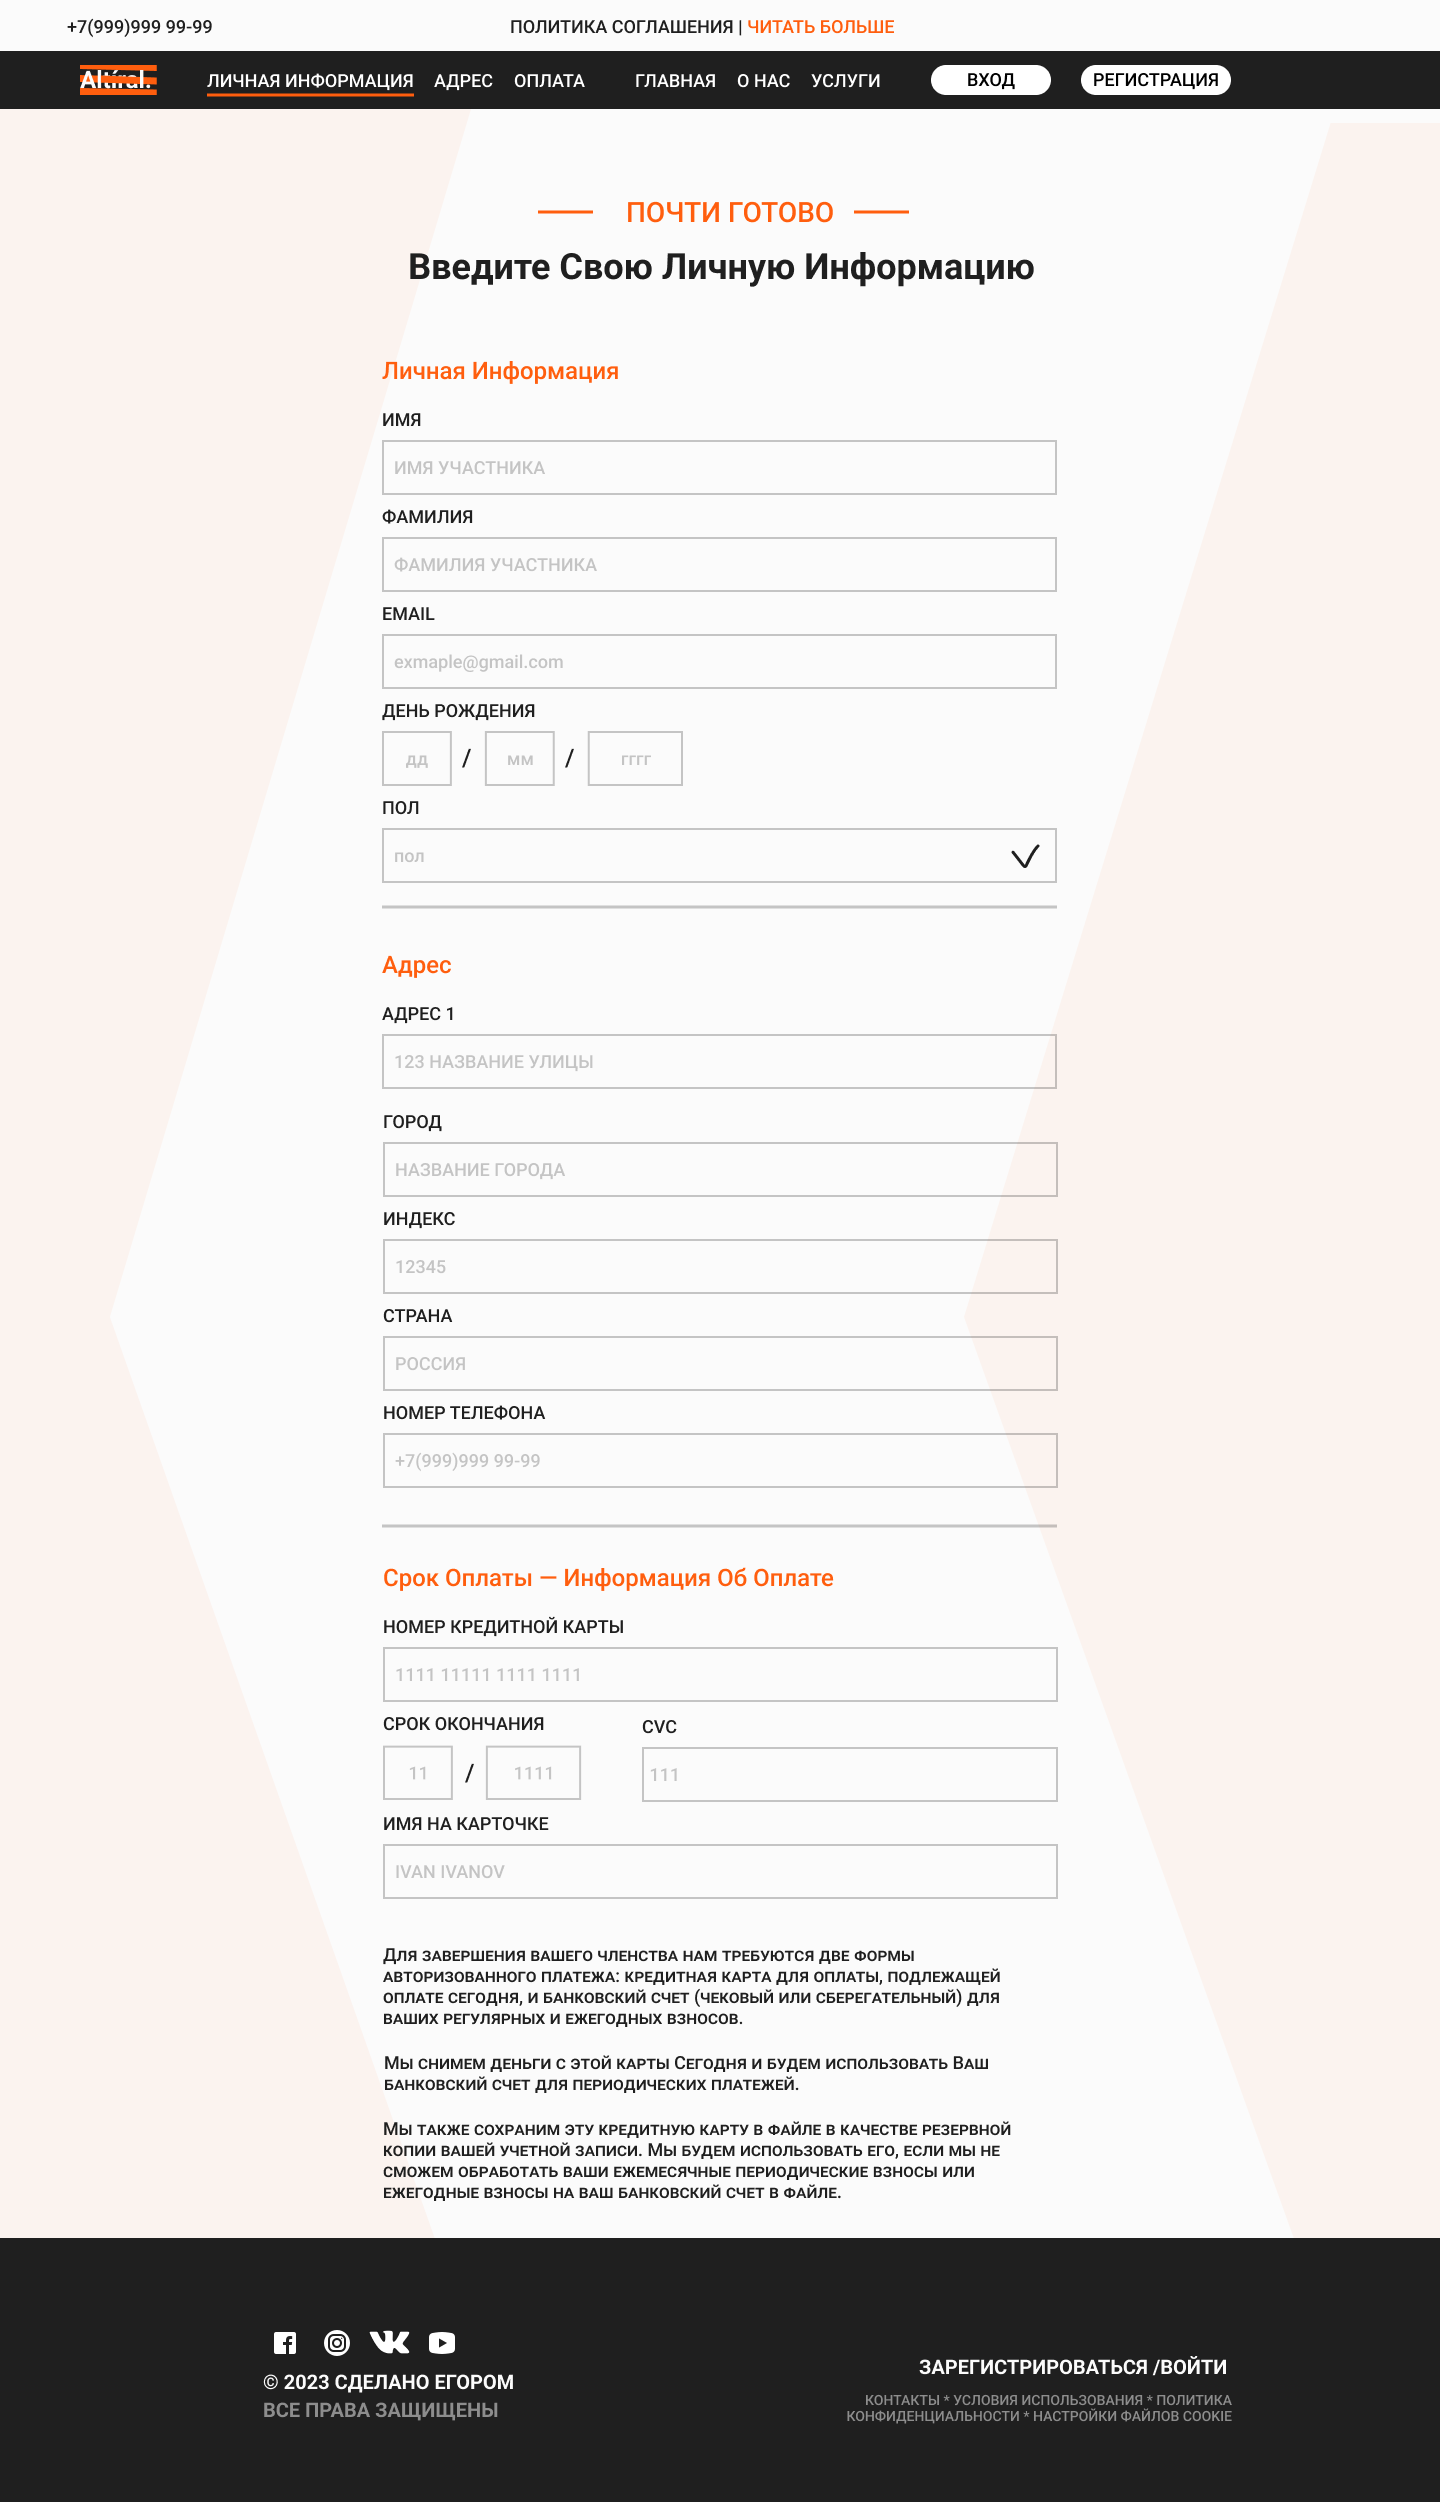 +7(999)999 99-99
ПОЛИТИКА СОГЛАШЕНИЯ | ЧИТАТЬ БОЛЬШЕ
Altíral.
ЛИЧНАЯ ИНФОРМАЦИЯ АДРЕС ОПЛАТА ГЛАВНАЯ О НАС УСЛУГИ ВХОД РЕГИСТРАЦИЯ
ПОЧТИ ГОТОВО
Введите Свою Личную Информацию
Личная Информация
ИМЯ
ИМЯ УЧАСТНИКА
ФАМИЛИЯ
ФАМИЛИЯ УЧАСТНИКА
EMAIL
exmaple@gmail.com
ДЕНЬ РОЖДЕНИЯ
дд / мм / гггг
ПОЛ
пол
Адрес
АДРЕС 1
123 НАЗВАНИЕ УЛИЦЫ
ГОРОД
НАЗВАНИЕ ГОРОДА
ИНДЕКС
12345
СТРАНА
РОССИЯ
НОМЕР ТЕЛЕФОНА
+7(999)999 99-99
Срок Оплаты — Информация Об Оплате
НОМЕР КРЕДИТНОЙ КАРТЫ
1111 11111 1111 1111
СРОК ОКОНЧАНИЯ
11 / 1111
CVC
111
ИМЯ НА КАРТОЧКЕ
IVAN IVANOV
Для завершения вашего членства нам требуются две формы
авторизованного платежа: кредитная карта для оплаты, подлежащей
оплате сегодня, и банковский счет (чековый или сберегательный) для
ваших регулярных и ежегодных взносов.
Мы снимем деньги с этой карты Сегодня и будем использовать Ваш
банковский счет для периодических платежей.
Мы также сохраним эту кредитную карту в файле в качестве резервной
копии вашей учетной записи. Мы будем использовать его, если мы не
сможем обработать ваши ежемесячные периодические взносы или
ежегодные взносы на ваш банковский счет в файле.
© 2023 СДЕЛАНО ЕГОРОМ
ВСЕ ПРАВА ЗАЩИЩЕНЫ
ЗАРЕГИСТРИРОВАТЬСЯ /ВОЙТИ
КОНТАКТЫ * УСЛОВИЯ ИСПОЛЬЗОВАНИЯ * ПОЛИТИКА
КОНФИДЕНЦИАЛЬНОСТИ * НАСТРОЙКИ ФАЙЛОВ COOKIE